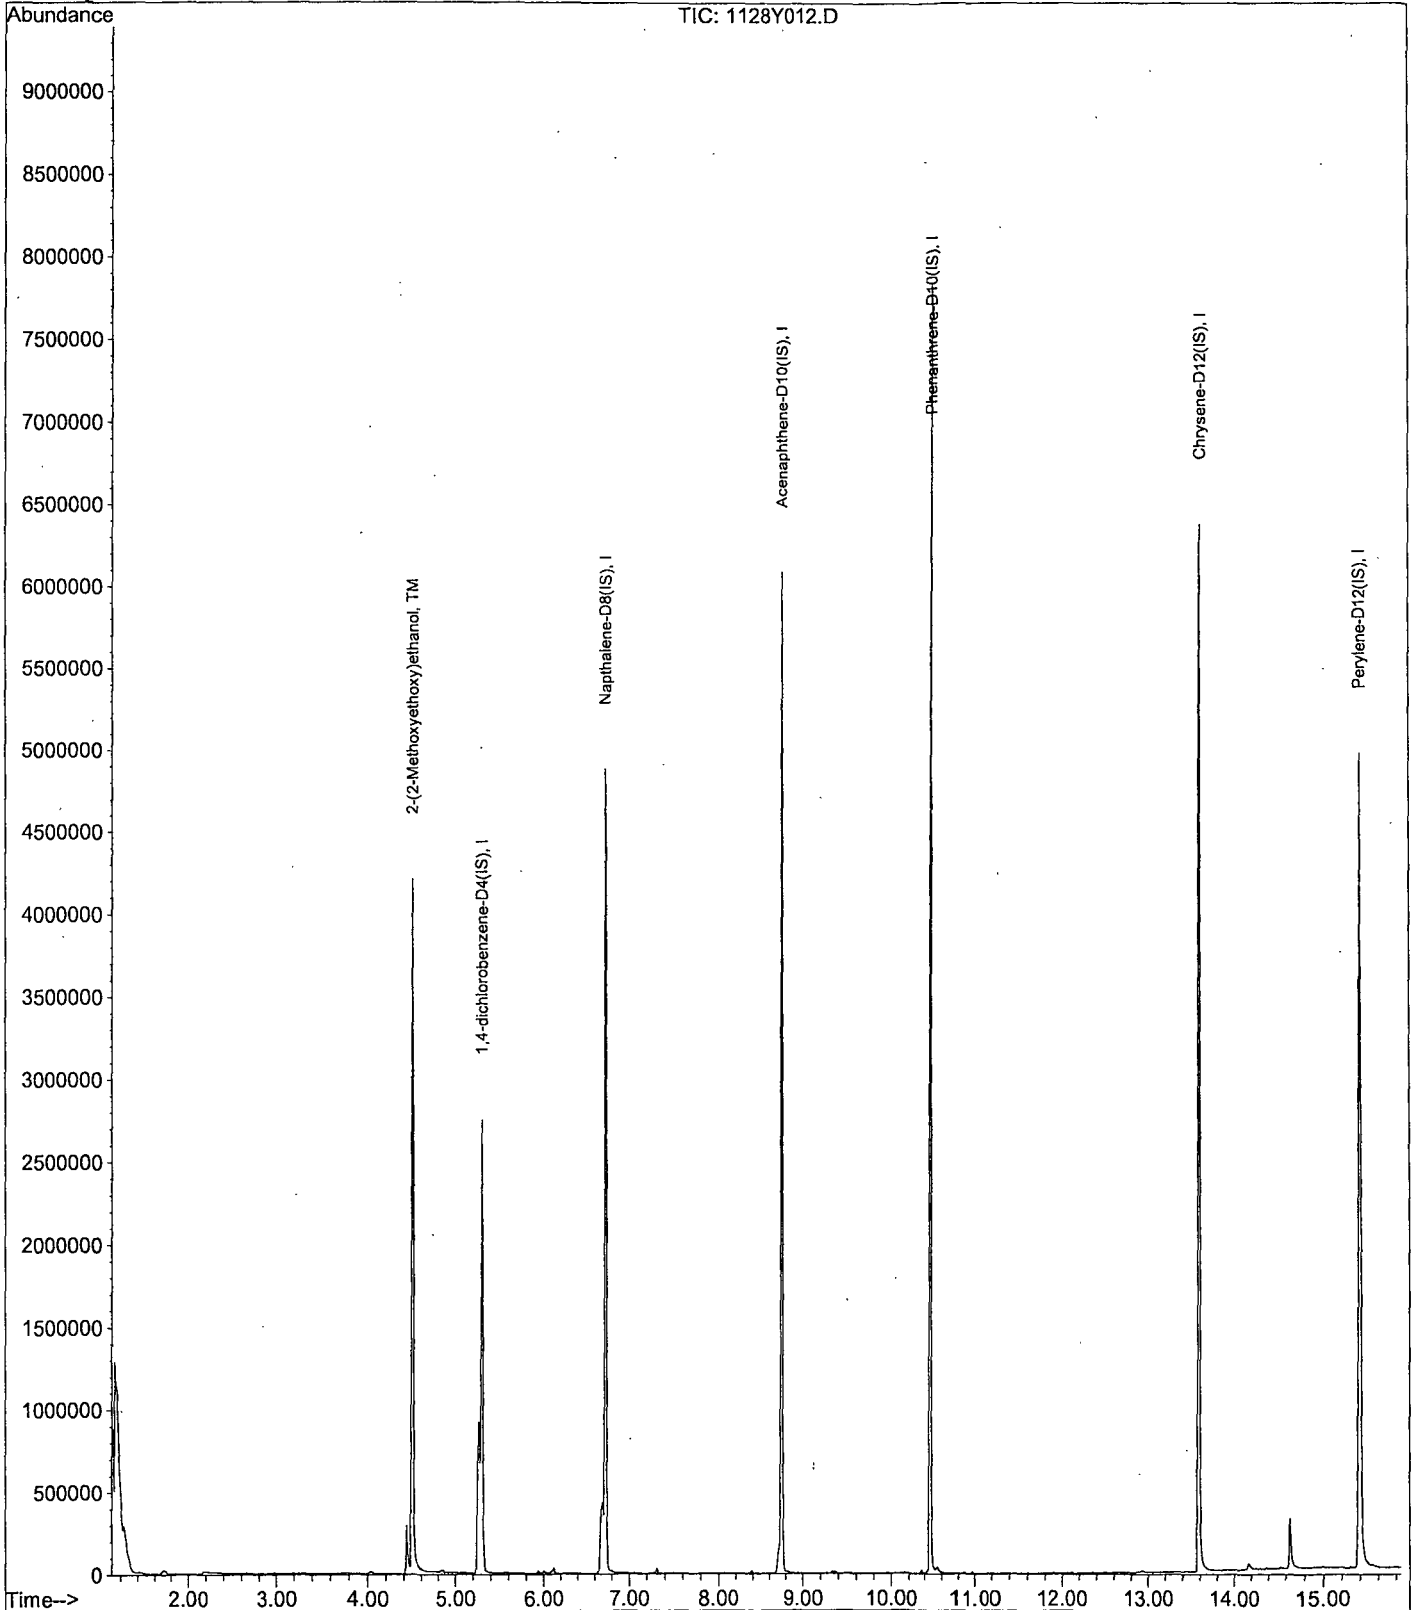 Abundance
TIC: 1128Y012.D
9000000
8500000
8000000
7500000
7000000
6500000
6000000
5500000
5000000
4500000
4000000
3500000
3000000
2500000
2000000
1500000
1000000
500000
0
2-(2-Methoxyethoxy)ethanol, TM
1,4-dichlorobenzene-D4(IS), I
Napthalene-D8(IS), I
Acenaphthene-D10(IS), I
Phenanthrene-D10(IS), I
Chrysene-D12(IS), I
Perylene-D12(IS), I
Time--> 2.00 3.00 4.00 5.00 6.00 7.00 8.00 9.00 10.00 11.00 12.00 13.00 14.00 15.00